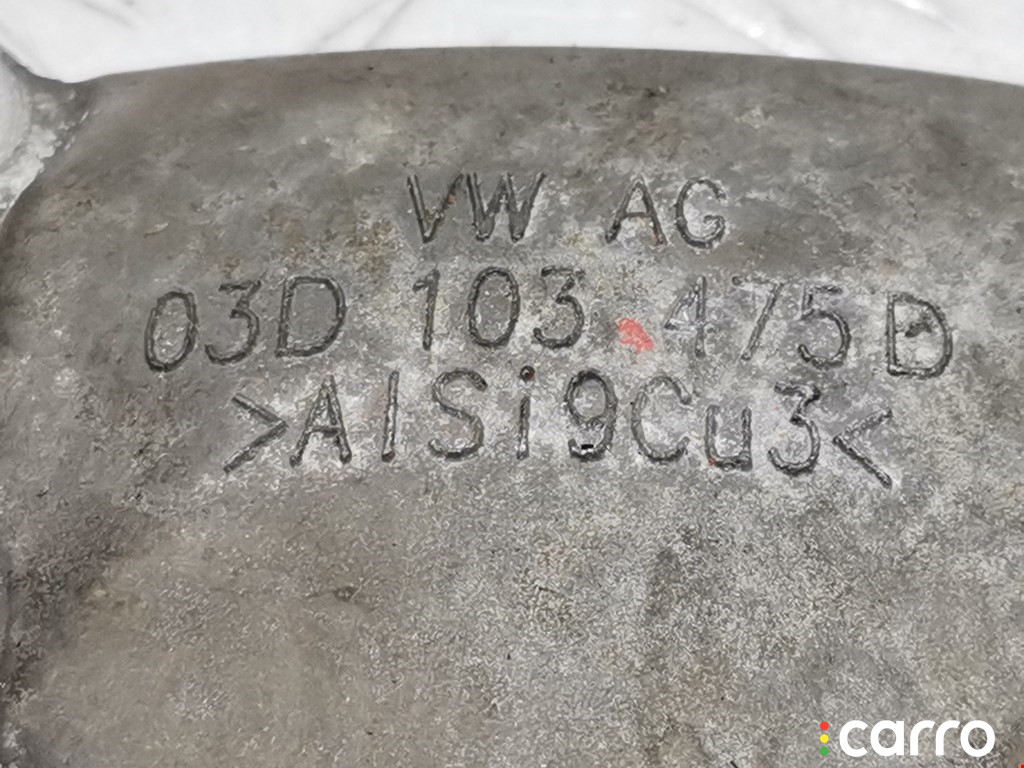 VW AG
03D 103 475D
>AlSi9Cu3<
carro